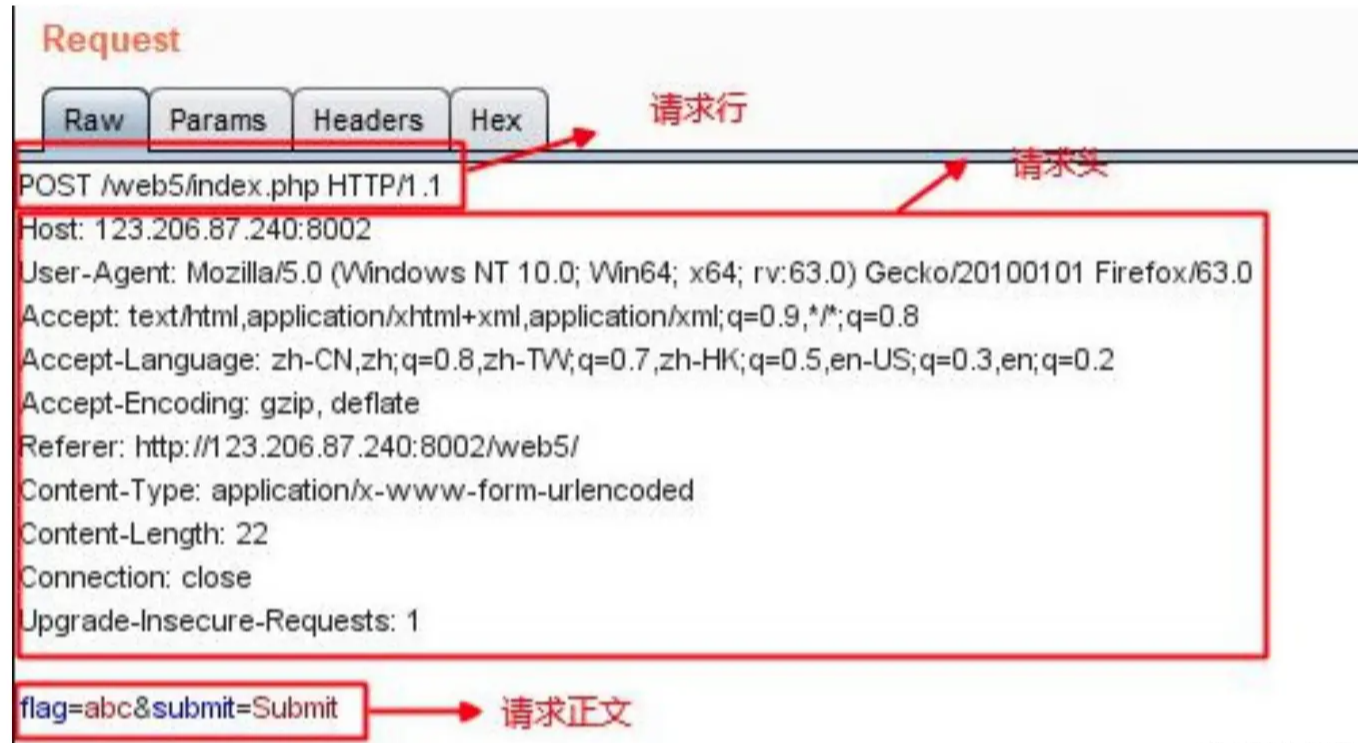 Request
Raw Params Headers Hex
请求行
请求头
POST /web5/index.php HTTP/1.1
Host: 123.206.87.240:8002
User-Agent: Mozilla/5.0 (Windows NT 10.0; Win64; x64; rv:63.0) Gecko/20100101 Firefox/63.0
Accept: text/html,application/xhtml+xml,application/xml;q=0.9,*/*;q=0.8
Accept-Language: zh-CN,zh;q=0.8,zh-TW;q=0.7,zh-HK;q=0.5,en-US;q=0.3,en;q=0.2
Accept-Encoding: gzip, deflate
Referer: http://123.206.87.240:8002/web5/
Content-Type: application/x-www-form-urlencoded
Content-Length: 22
Connection: close
Upgrade-Insecure-Requests: 1
flag=abc&submit=Submit
请求正文